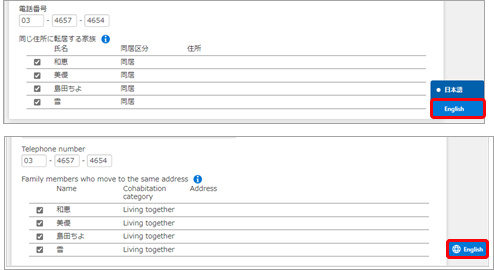 電話番号
03 - 4657 - 4654
同じ住所に転居する家族
氏名 同居区分 住所
和恵 同居
美優 同居
島田ちよ 同居
雲 同居
日本語
English
Telephone number
03 - 4657 - 4654
Family members who move to the same address
Name Cohabitation category Address
和恵 Living together
美優 Living together
島田ちよ Living together
雲 Living together
English